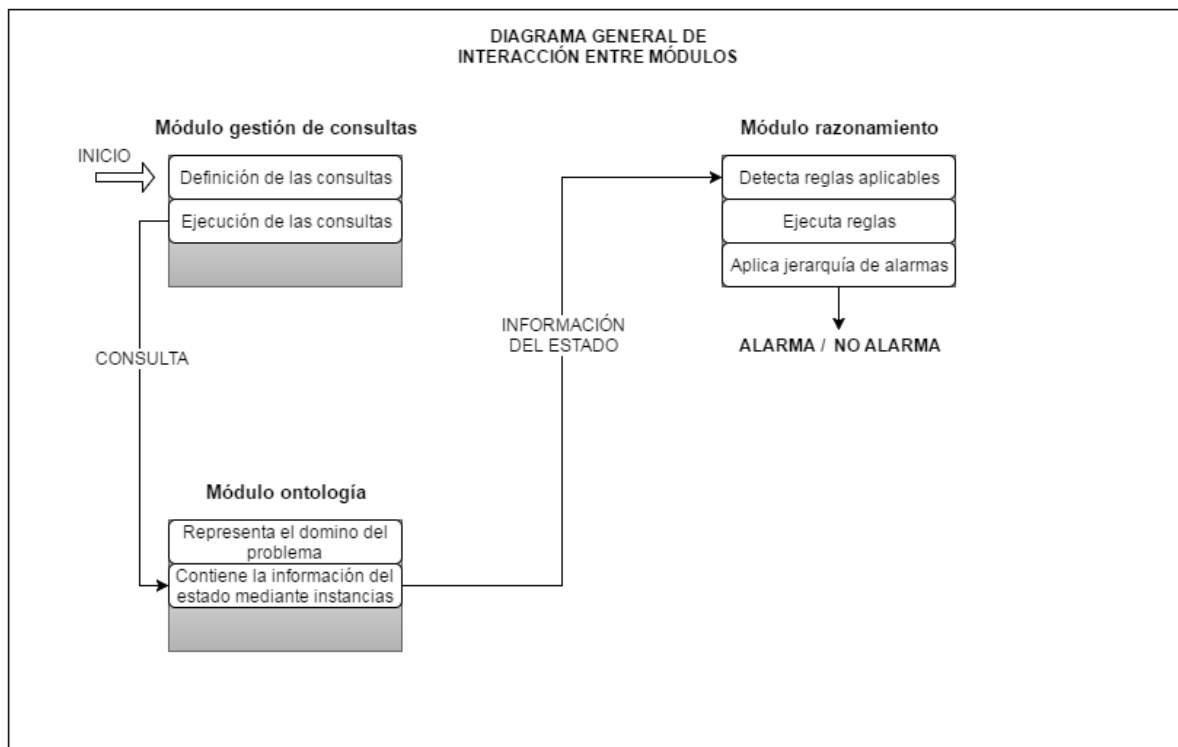 DIAGRAMA GENERAL DE
INTERACCIÓN ENTRE MÓDULOS
Módulo gestión de consultas
INICIO
Definición de las consultas
Ejecución de las consultas
CONSULTA
Módulo ontología
Representa el domino del
problema
Contiene la información del
estado mediante instancias
INFORMACIÓN
DEL ESTADO
Módulo razonamiento
Detecta reglas aplicables
Ejecuta reglas
Aplica jerarquía de alarmas
ALARMA / NO ALARMA